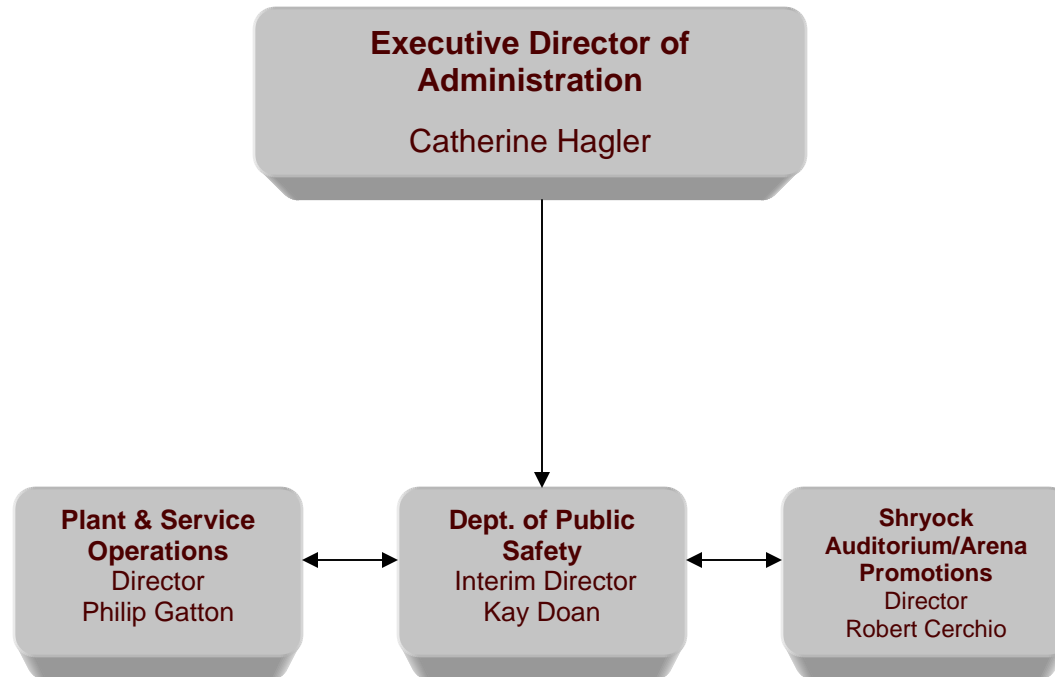 Executive Director of
Administration
Catherine Hagler
Plant & Service
Operations
Director
Philip Gatton
Dept. of Public
Safety
Interim Director
Kay Doan
Shryock
Auditorium/Arena
Promotions
Director
Robert Cerchio